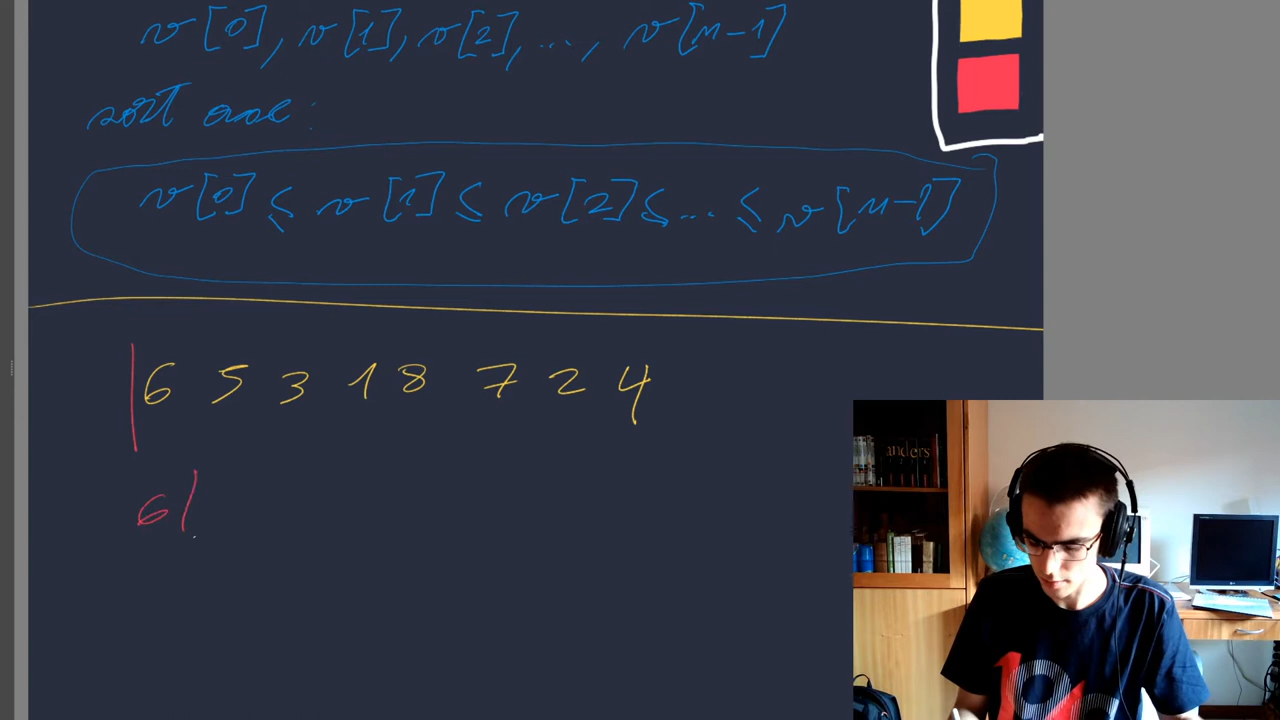 v[0], v[1], v[2], ..., v[n-1]
sort asc:
v[0] ≤ v[1] ≤ v[2] ≤ ... ≤ v[n-1]
|6 5 3 1 8 7 2 4
6|
anders